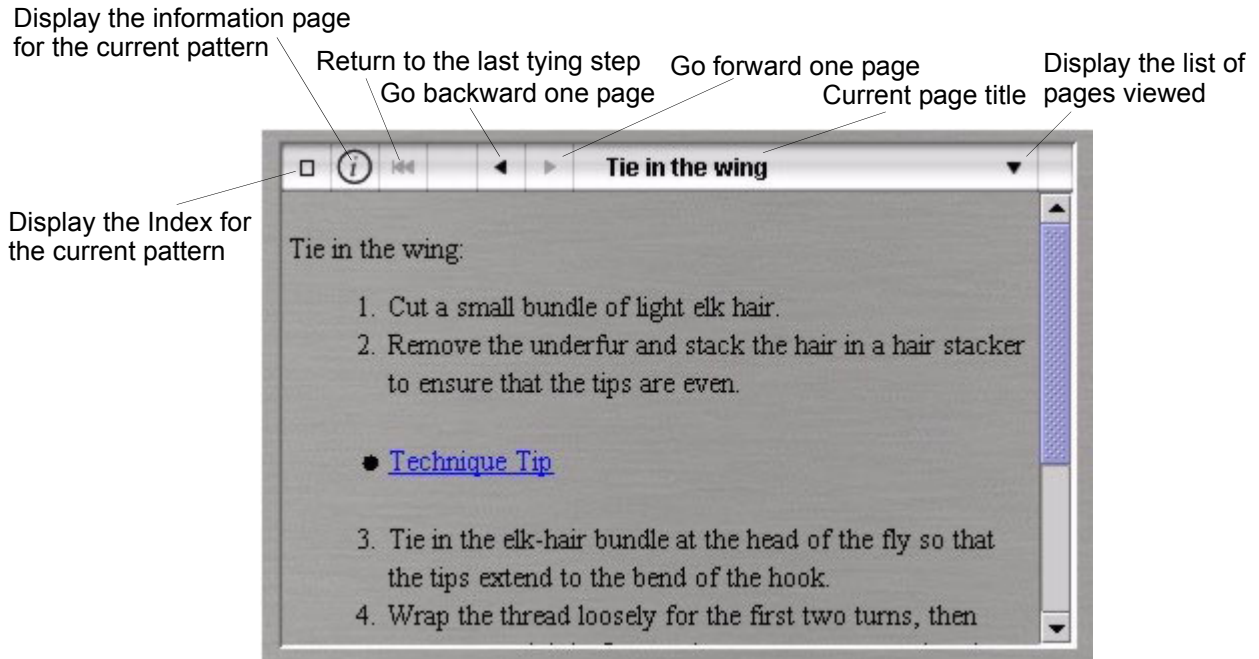 Display the information page
for the current pattern
Return to the last tying step
Go backward one page
Go forward one page
Current page title
Display the list of
pages viewed
Display the Index for
the current pattern
i
Tie in the wing
Tie in the wing:
1. Cut a small bundle of light elk hair.
2. Remove the underfur and stack the hair in a hair stacker
to ensure that the tips are even.
Technique Tip
3. Tie in the elk-hair bundle at the head of the fly so that
the tips extend to the bend of the hook.
4. Wrap the thread loosely for the first two turns, then